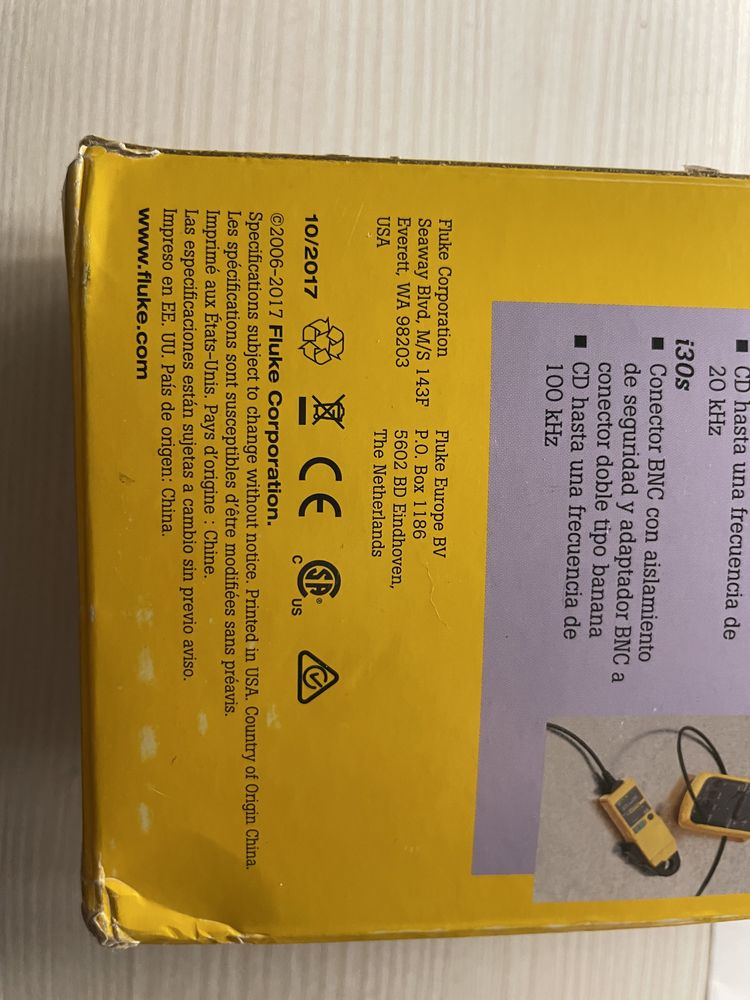 ■ CD hasta una frecuencia de
20 kHz
i30s
■ Conector BNC con aislamiento
de seguridad y adaptador BNC a
conector doble tipo banana
■ CD hasta una frecuencia de
100 kHz
Fluke Corporation
Seaway Blvd, M/S 143F
Everett, WA 98203
USA
Fluke Europe BV
P.O. Box 1186
5602 BD Eindhoven,
The Netherlands
10/2017
CE
C SA ® US
©2006-2017 Fluke Corporation.
Specifications subject to change without notice. Printed in USA. Country of Origin China.
Les spécifications sont susceptibles d'être modifiées sans préavis.
Imprimé aux États-Unis. Pays d'origine : Chine.
Las especificaciones están sujetas a cambio sin previo aviso.
Impreso en EE. UU. País de origen: China.
www.fluke.com